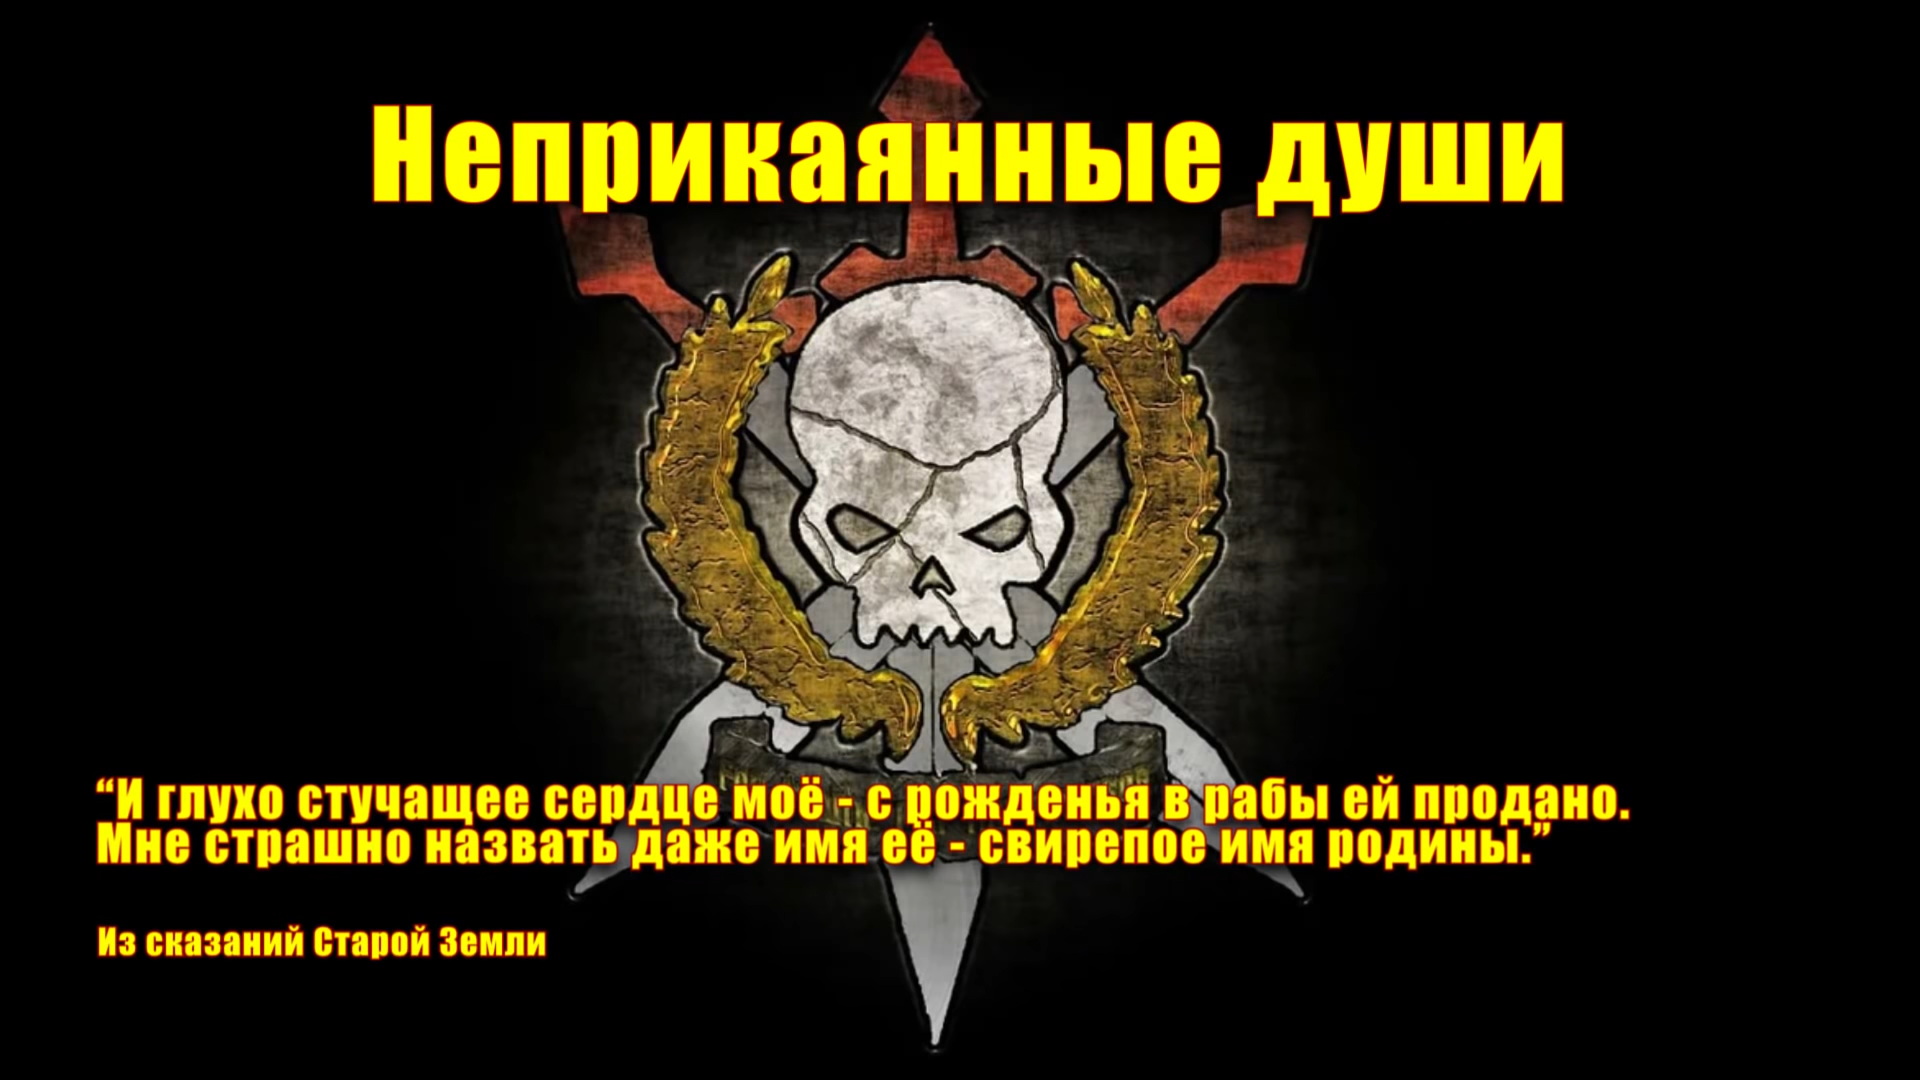 Неприкаянные души
“И глухо стучащее сердце моё - с рожденья в рабы ей продано.
Мне страшно назвать даже имя её - свирепое имя родины.”
Из сказаний Старой Земли